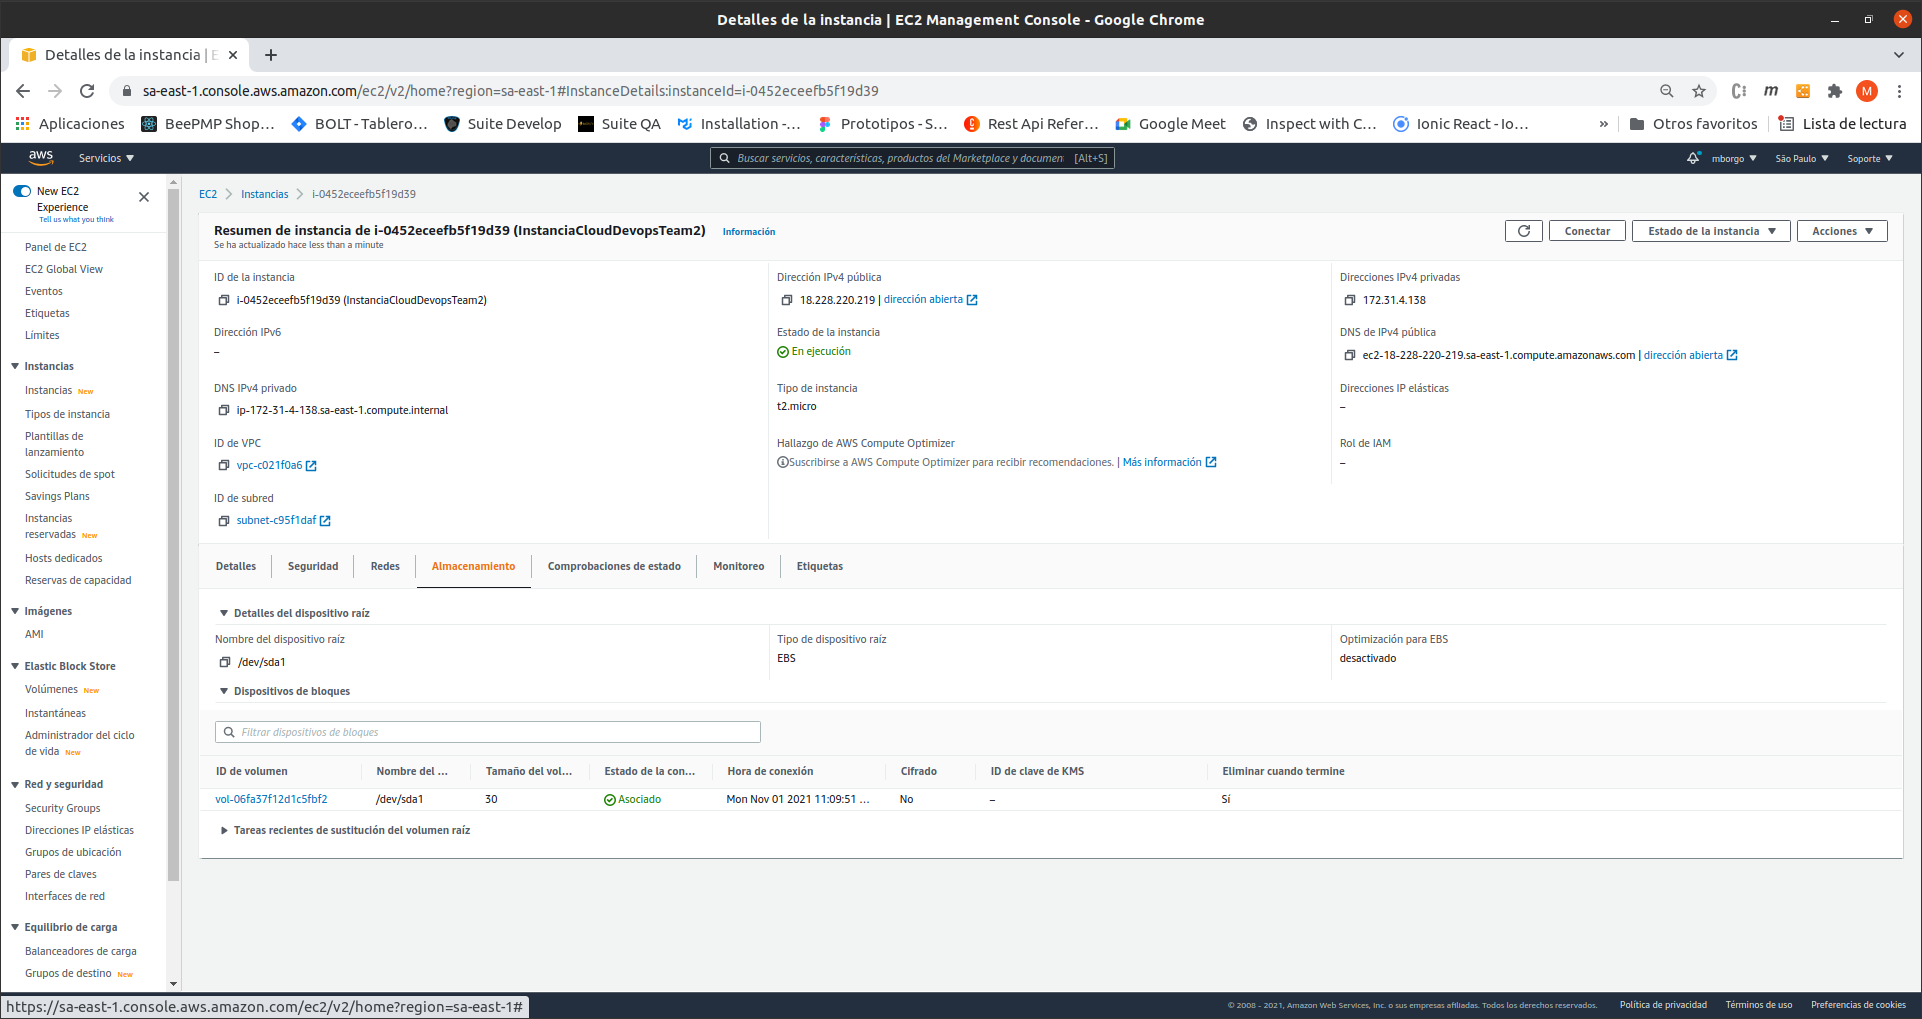 Detalles de la instancia | EC2 Management Console - Google Chrome
Detalles de la instancia | E
sa-east-1.console.aws.amazon.com/ec2/v2/home?region=sa-east-1#InstanceDetails:instanceId=i-0452eceefb5f19d39
M
Aplicaciones BeePMP Shop... BOLT - Tablero... Suite Develop Suite QA Installation -... Prototipos - S... Rest Api Refer... Google Meet Inspect with C... Ionic React - Io... » Otros favoritos Lista de lectura
aws Servicios Buscar servicios, características, productos del Marketplace y document [Alt+S] mborgo São Paulo Soporte
New EC2
Experience
Tell us what you think
Panel de EC2
EC2 Global View
Eventos
Etiquetas
Límites
Instancias
Instancias New
Tipos de instancia
Plantillas de
lanzamiento
Solicitudes de spot
Savings Plans
Instancias
reservadas New
Hosts dedicados
Reservas de capacidad
Imágenes
AMI
Elastic Block Store
Volúmenes New
Instantáneas
Administrador del ciclo
de vida New
Red y seguridad
Security Groups
Direcciones IP elásticas
Grupos de ubicación
Pares de claves
Interfaces de red
Equilibrio de carga
Balanceadores de carga
Grupos de destino New
EC2 Instancias i-0452eceefb5f19d39
Resumen de instancia de i-0452eceefb5f19d39 (InstanciaCloudDevopsTeam2) Información
Se ha actualizado hace less than a minute
Conectar Estado de la instancia Acciones
ID de la instancia
i-0452eceefb5f19d39 (InstanciaCloudDevopsTeam2)
Dirección IPv4 pública
18.228.220.219 | dirección abierta
Direcciones IPv4 privadas
172.31.4.138
Dirección IPv6
–
Estado de la instancia
En ejecución
DNS de IPv4 pública
ec2-18-228-220-219.sa-east-1.compute.amazonaws.com | dirección abierta
DNS IPv4 privado
ip-172-31-4-138.sa-east-1.compute.internal
Tipo de instancia
t2.micro
Direcciones IP elásticas
–
ID de VPC
vpc-c021f0a6
Hallazgo de AWS Compute Optimizer
Suscribirse a AWS Compute Optimizer para recibir recomendaciones. | Más información
Rol de IAM
–
ID de subred
subnet-c95f1daf
Detalles Seguridad Redes Almacenamiento Comprobaciones de estado Monitoreo Etiquetas
Detalles del dispositivo raíz
Nombre del dispositivo raíz
/dev/sda1
Tipo de dispositivo raíz
EBS
Optimización para EBS
desactivado
Dispositivos de bloques
Filtrar dispositivos de bloques
ID de volumen Nombre del ... Tamaño del vol... Estado de la con... Hora de conexión Cifrado ID de clave de KMS Eliminar cuando termine
vol-06fa37f12d1c5fbf2 /dev/sda1 30 Asociado Mon Nov 01 2021 11:09:51 ... No – Sí
Tareas recientes de sustitución del volumen raíz
https://sa-east-1.console.aws.amazon.com/ec2/v2/home?region=sa-east-1#
© 2008 - 2021, Amazon Web Services, Inc. o sus empresas afiliadas. Todos los derechos reservados. Política de privacidad Términos de uso Preferencias de cookies